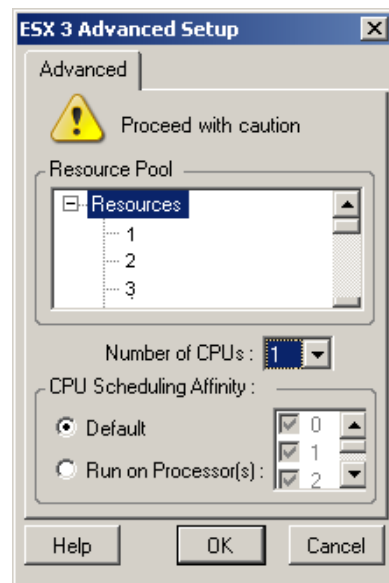 ESX 3 Advanced Setup
Advanced
Proceed with caution
Resource Pool
Resources
1
2
3
Number of CPUs : 1
CPU Scheduling Affinity :
Default
0
1
Run on Processor(s) :
2
Help OK Cancel